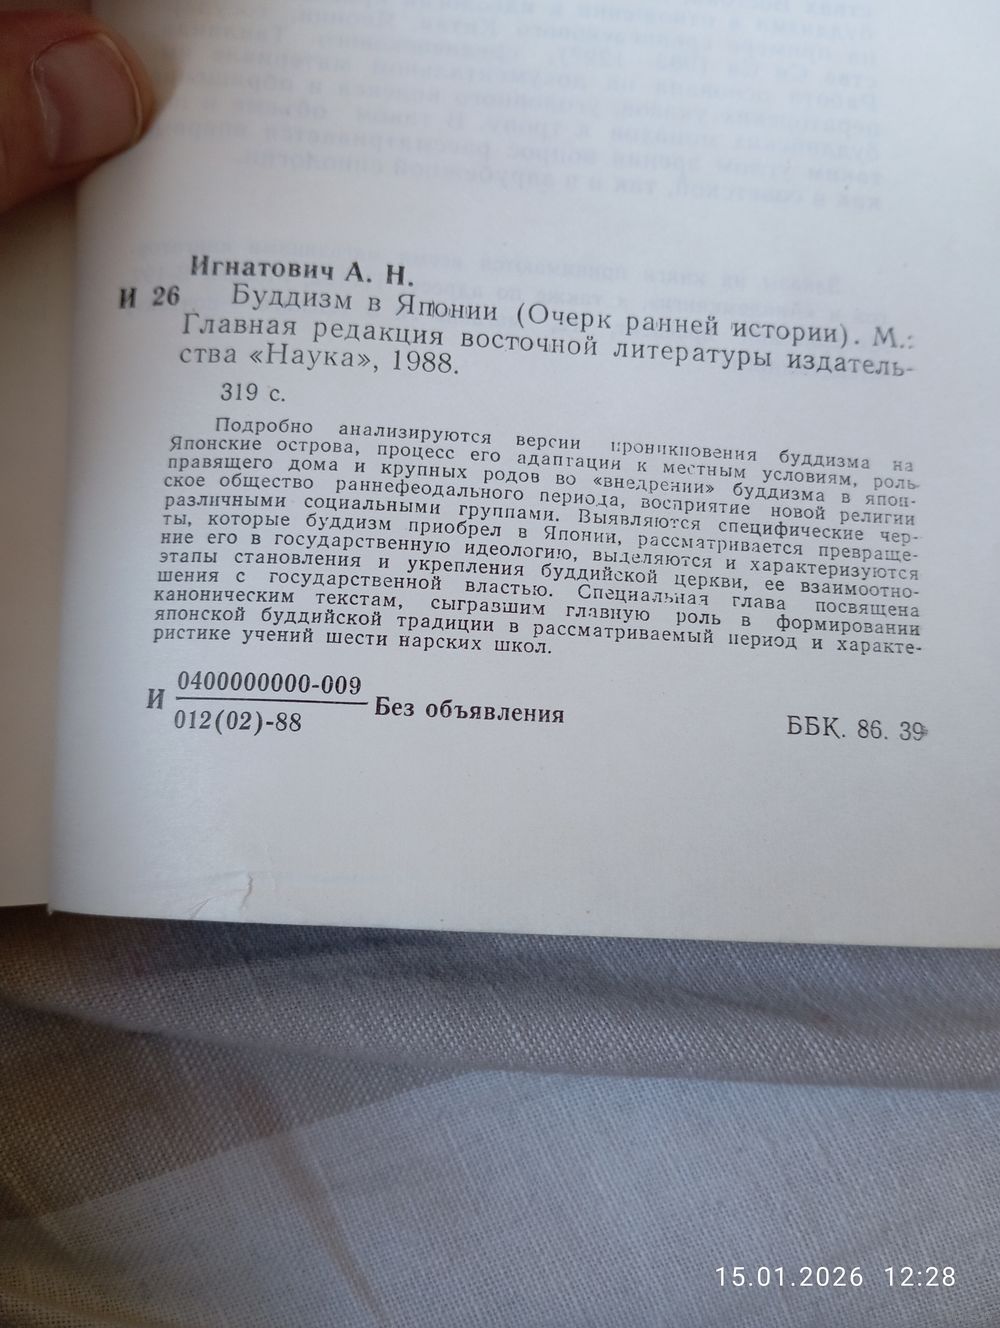 Игнатович А. Н.
И 26 Буддизм в Японии (Очерк ранней истории). М.:
Главная редакция восточной литературы издатель-
ства «Наука», 1988.
319 с.
Подробно анализируются версии проникновения буддизма на
Японские острова, процесс его адаптации к местным условиям, роль
правящего дома и крупных родов во «внедрении» буддизма в япон-
ское общество раннефеодального периода, восприятие новой религии
различными социальными группами. Выявляются специфические чер-
ты, которые буддизм приобрел в Японии, рассматривается превраще-
ние его в государственную идеологию, выделяются и характеризуются
этапы становления и укрепления буддийской церкви, ее взаимоотно-
шения с государственной властью. Специальная глава посвящена
каноническим текстам, сыгравшим главную роль в формировании
японской буддийской традиции в рассматриваемый период и характе-
ристике учений шести нарских школ.
0400000000-009
И Без объявления
012(02)-88
ББК. 86. 39
15.01.2026 12:28